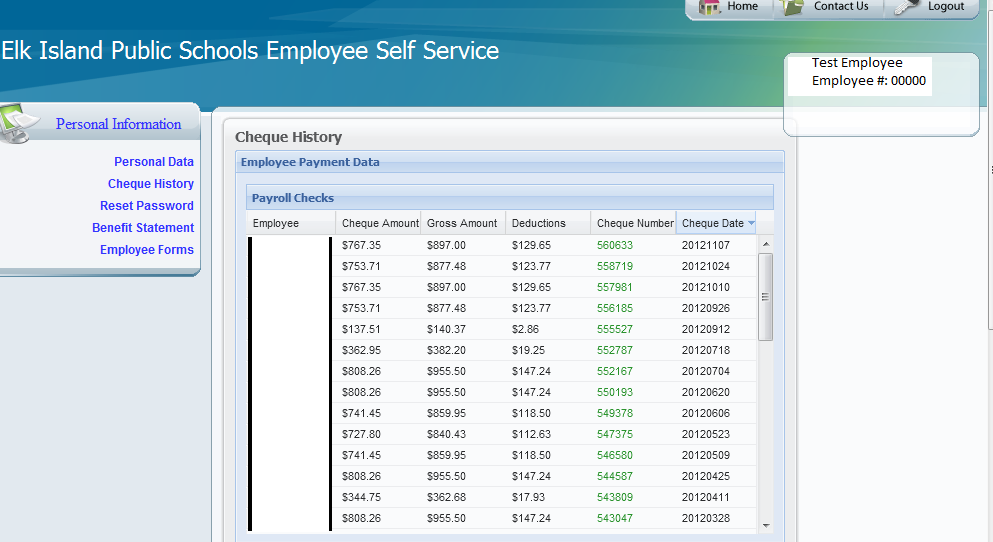 Home Contact Us Logout
Elk Island Public Schools Employee Self Service
Test Employee
Employee #: 00000
Personal Information
Personal Data
Cheque History
Reset Password
Benefit Statement
Employee Forms
Cheque History
Employee Payment Data
Payroll Checks
Employee Cheque Amount Gross Amount Deductions Cheque Number Cheque Date
$767.35 $897.00 $129.65 560633 20121107
$753.71 $877.48 $123.77 558719 20121024
$767.35 $897.00 $129.65 557981 20121010
$753.71 $877.48 $123.77 556185 20120926
$137.51 $140.37 $2.86 555527 20120912
$362.95 $382.20 $19.25 552787 20120718
$808.26 $955.50 $147.24 552167 20120704
$808.26 $955.50 $147.24 550193 20120620
$741.45 $859.95 $118.50 549378 20120606
$727.80 $840.43 $112.63 547375 20120523
$741.45 $859.95 $118.50 546580 20120509
$808.26 $955.50 $147.24 544587 20120425
$344.75 $362.68 $17.93 543809 20120411
$808.26 $955.50 $147.24 543047 20120328